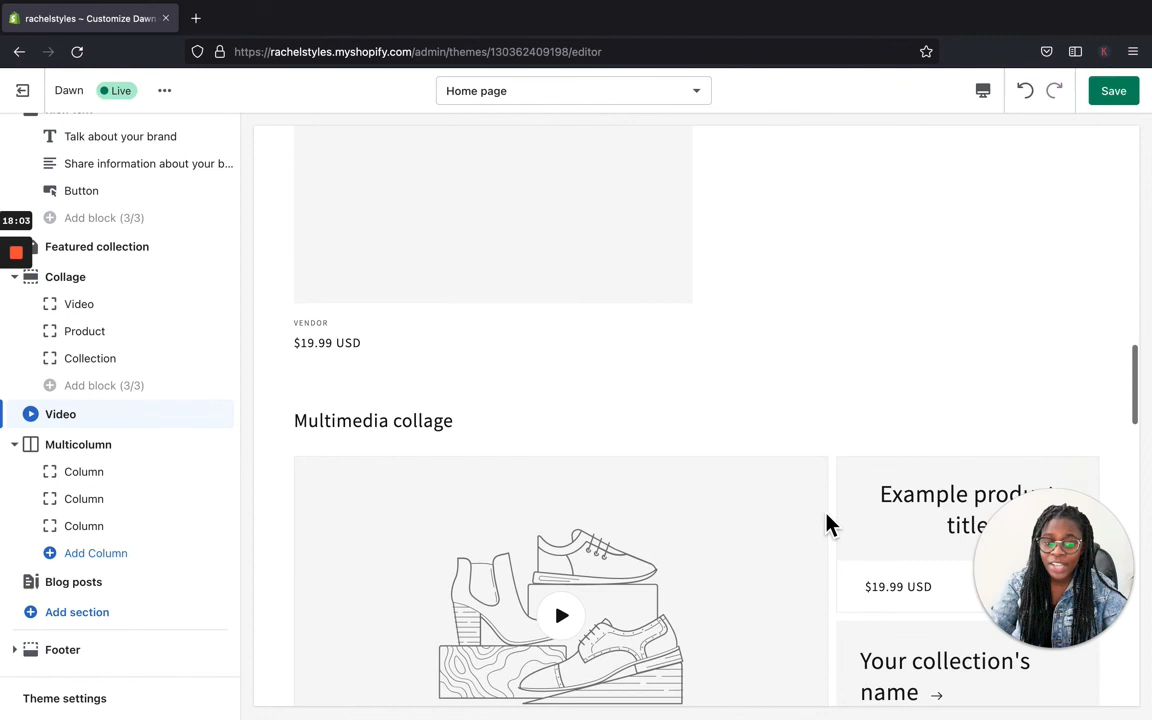 rachelstyles ~ Customize Dawn
https://rachelstyles.myshopify.com/admin/themes/130362409198/editor
K
Dawn
Live
Home page
Save
Talk about your brand
Share information about your b...
Button
Add block (3/3)
18:03
Featured collection
Collage
Video
Product
Collection
Add block (3/3)
Video
Multicolumn
Column
Column
Column
Add Column
Blog posts
Add section
Footer
Theme settings
VENDOR
$19.99 USD
Multimedia collage
Example
title
$19.99 USD
Your collection's
name →